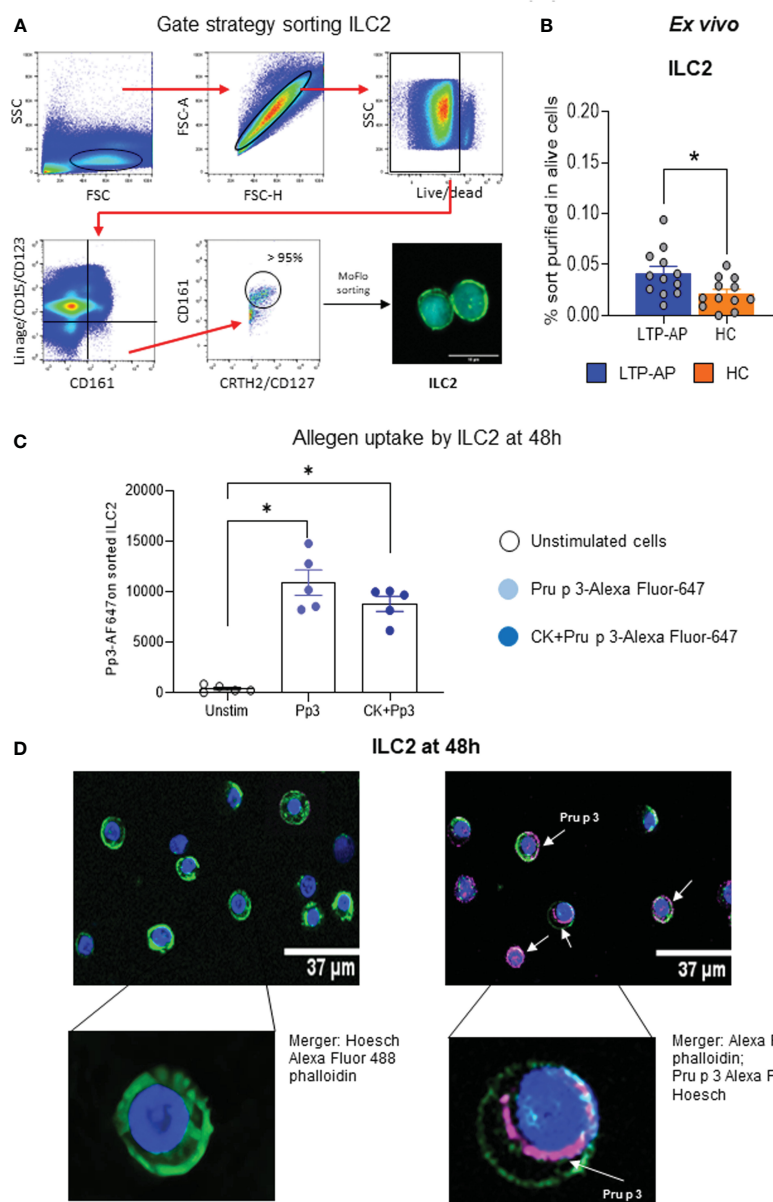 A
Gate strategy sorting ILC2
SSC
FSC
FSC-A
FSC-H
SSC
Live/dead
Linage/CD15/CD123
CD161
CD161
> 95%
CRTH2/CD127
MoFlo
sorting
ILC2
B
Ex vivo
ILC2
% sort purified in alive cells
0.20
0.15
0.10
0.05
0.00
*
LTP-AP
HC
LTP-AP
HC
C
Allegen uptake by ILC2 at 48h
Pp3-AF647on sorted ILC2
20000
15000
10000
5000
0
*
*
Unstim
Pp3
CK+Pp3
Unstimulated cells
Pru p 3-Alexa Fluor-647
CK+Pru p 3-Alexa Fluor-647
D
ILC2 at 48h
37 µm
Pru p 3
37 µm
Merger: Hoesch
Alexa Fluor 488
phalloidin
Pru p 3
Merger: Alexa F
phalloidin;
Pru p 3 Alexa F
Hoesch